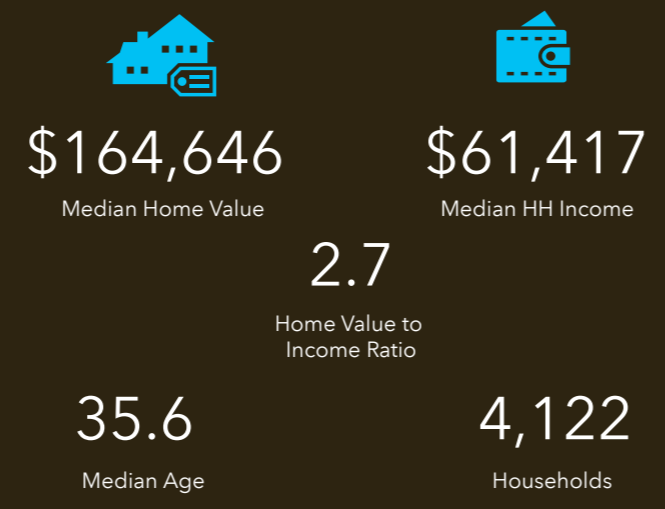 $164,646
Median Home Value
$61,417
Median HH Income
2.7
Home Value to
Income Ratio
35.6
Median Age
4,122
Households